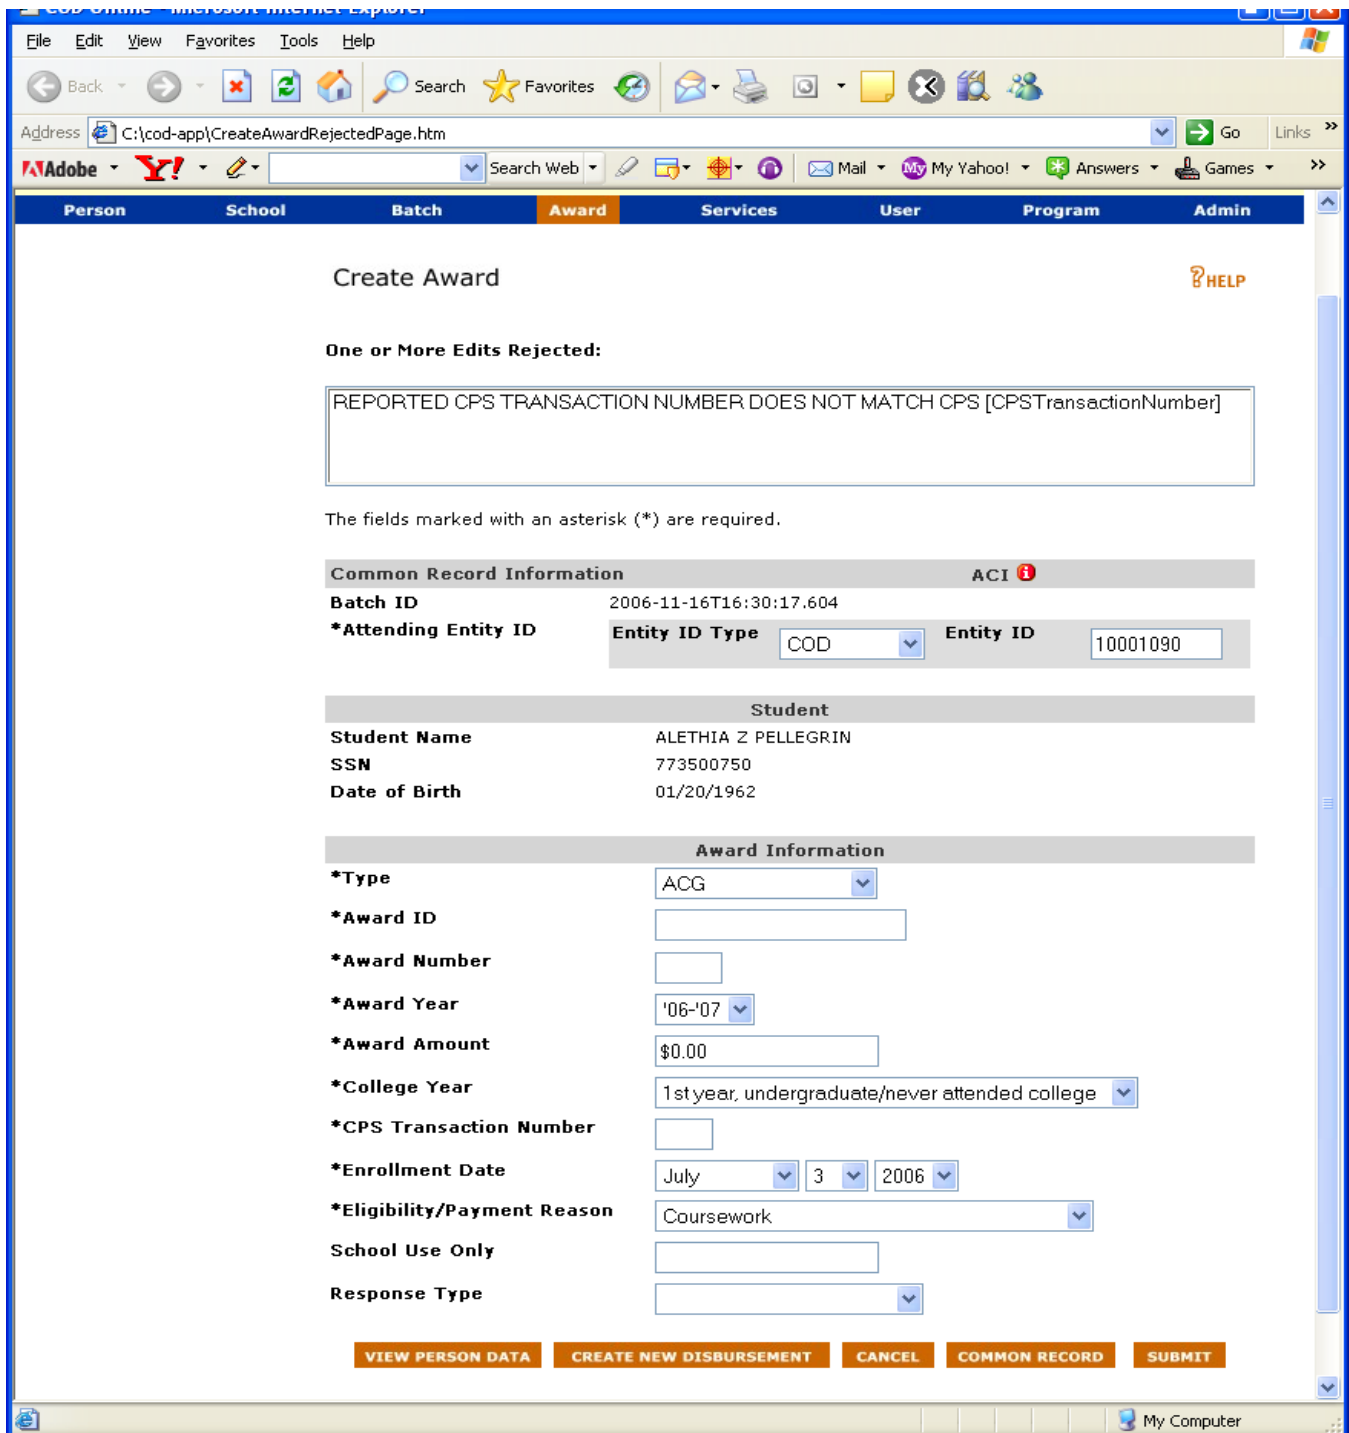 COD Online - Microsoft Internet Explorer
File Edit View Favorites Tools Help
Back Search Favorites
Address C:\cod-app\CreateAwardRejectedPage.htm Go Links »
Adobe Y! Search Web Mail My My Yahoo! Answers Games »
Person School Batch Award Services User Program Admin
Create Award ? HELP
One or More Edits Rejected:
REPORTED CPS TRANSACTION NUMBER DOES NOT MATCH CPS [CPSTransactionNumber]
The fields marked with an asterisk (*) are required.
Common Record Information ACI
Batch ID 2006-11-16T16:30:17.604
*Attending Entity ID Entity ID Type COD Entity ID 10001090
Student
Student Name ALETHIA Z PELLEGRIN
SSN 773500750
Date of Birth 01/20/1962
Award Information
*Type ACG
*Award ID
*Award Number
*Award Year '06-'07
*Award Amount $0.00
*College Year 1st year, undergraduate/never attended college
*CPS Transaction Number
*Enrollment Date July 3 2006
*Eligibility/Payment Reason Coursework
School Use Only
Response Type
VIEW PERSON DATA CREATE NEW DISBURSEMENT CANCEL COMMON RECORD SUBMIT
My Computer